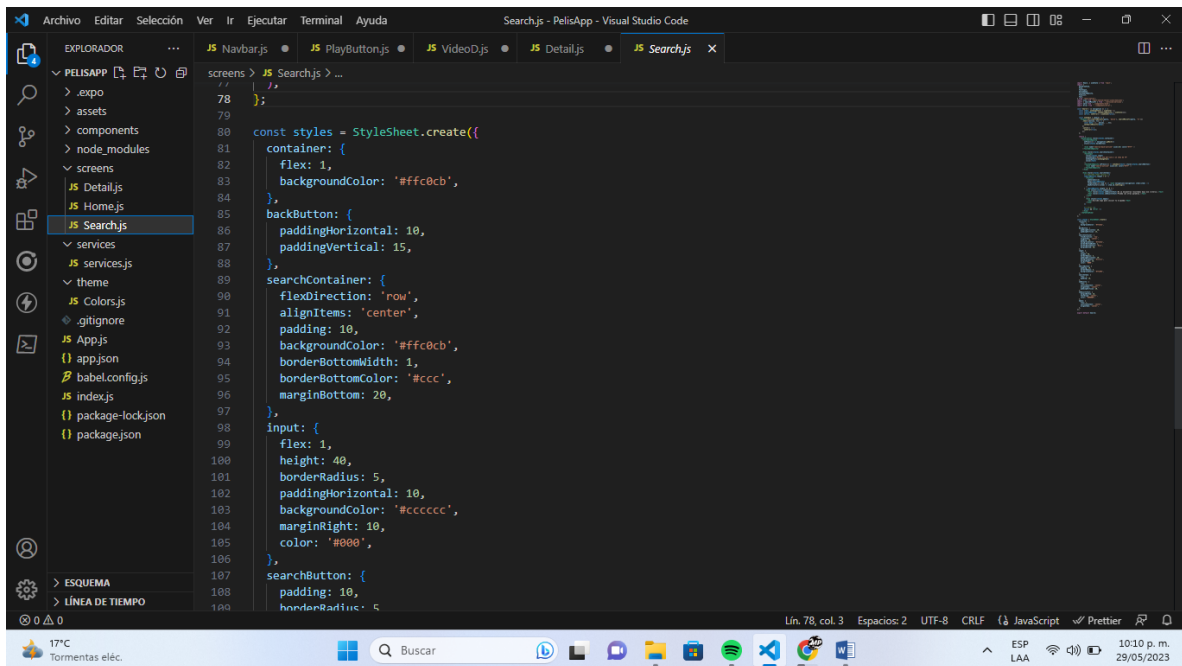 Archivo Editar Selección Ver Ir Ejecutar Terminal Ayuda
Search.js - PelisApp - Visual Studio Code
EXPLORADOR
JS Navbar.js
JS PlayButton.js
JS VideoD.js
JS Detail.js
JS Search.js
PELISAPP
screens > JS Search.js > ...
.expo
assets
components
node_modules
screens
JS Detail.js
JS Home.js
JS Search.js
services
JS services.js
theme
JS Colors.js
.gitignore
JS App.js
{} app.json
babel.config.js
JS index.js
{} package-lock.json
{} package.json
ESQUEMA
LÍNEA DE TIEMPO
77 },
78 };
79
80 const styles = StyleSheet.create({
81 container: {
82 flex: 1,
83 backgroundColor: '#ffc0cb',
84 },
85 backButton: {
86 paddingHorizontal: 10,
87 paddingVertical: 15,
88 },
89 searchContainer: {
90 flexDirection: 'row',
91 alignItems: 'center',
92 padding: 10,
93 backgroundColor: '#ffc0cb',
94 borderBottomWidth: 1,
95 borderBottomColor: '#ccc',
96 marginBottom: 20,
97 },
98 input: {
99 flex: 1,
100 height: 40,
101 borderRadius: 5,
102 paddingHorizontal: 10,
103 backgroundColor: '#cccccc',
104 marginRight: 10,
105 color: '#000',
106 },
107 searchButton: {
108 padding: 10,
109 borderRadius: 5
4
0 0
Lín. 78, col. 3 Espacios: 2 UTF-8 CRLF JavaScript Prettier
17°C
Tormentas eléc.
Buscar
ESP
LAA
10:10 p. m.
29/05/2023